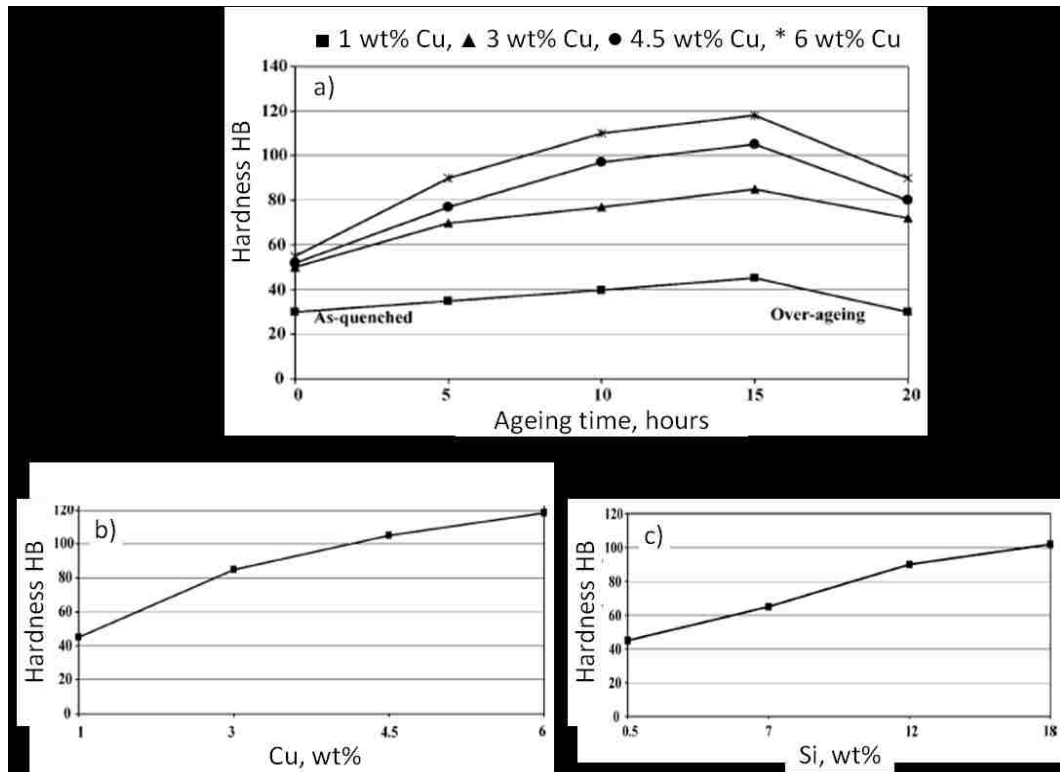 ■ 1 wt% Cu, ▲ 3 wt% Cu, ● 4.5 wt% Cu, * 6 wt% Cu
a)
Hardness HB
140
120
100
80
60
40
20
0
As-quenched
Over-ageing
0 5 10 15 20
Ageing time, hours
b)
Hardness HB
120
100
80
60
40
20
0
1 3 4.5 6
Cu, wt%
c)
Hardness HB
120
100
80
60
40
20
0
0.5 7 12 18
Si, wt%